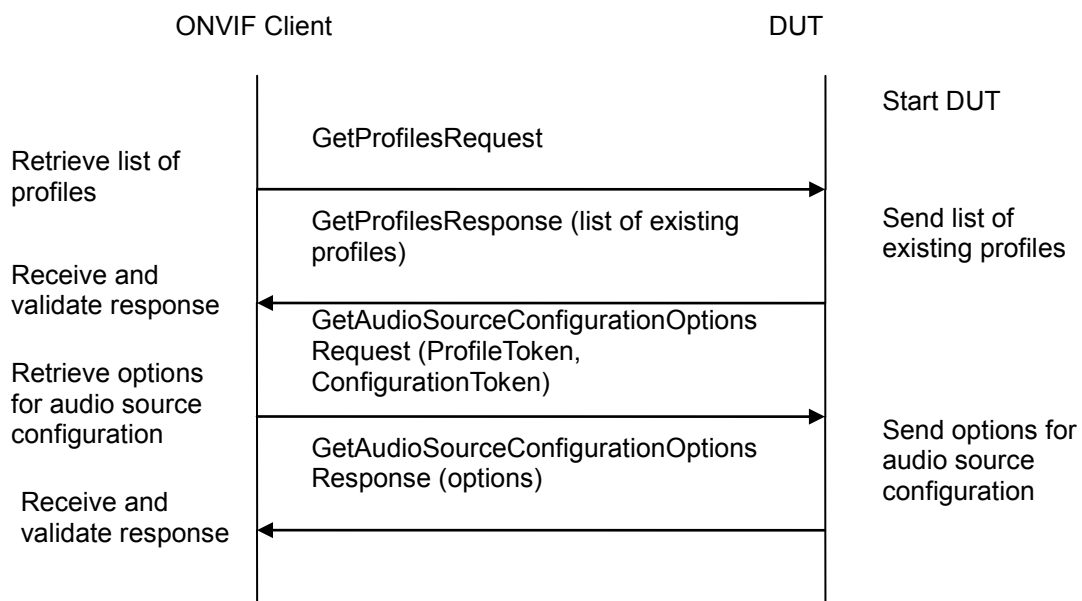 ONVIF Client
DUT
Start DUT
GetProfilesRequest
Retrieve list of
profiles
GetProfilesResponse (list of existing
profiles)
Send list of
existing profiles
Receive and
validate response
GetAudioSourceConfigurationOptions
Request (ProfileToken,
ConfigurationToken)
Retrieve options
for audio source
configuration
GetAudioSourceConfigurationOptions
Response (options)
Send options for
audio source
configuration
Receive and
validate response